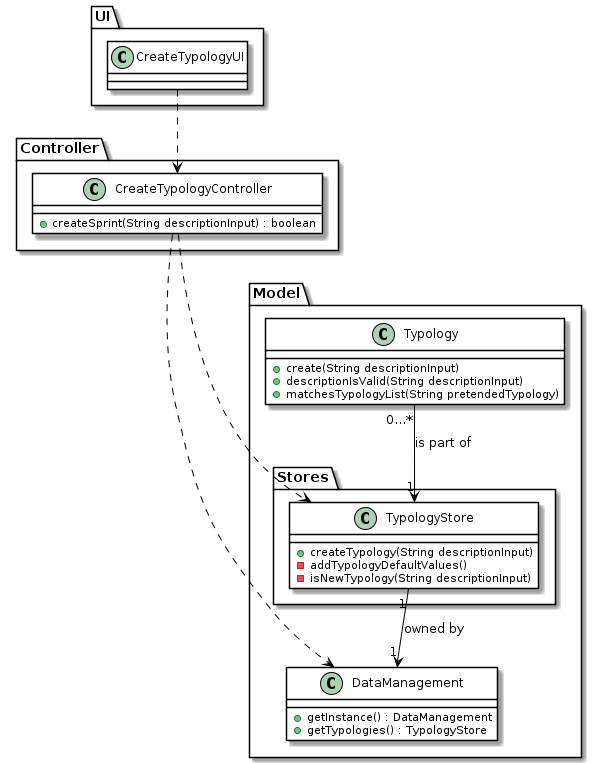 UI
C CreateTypologyUI
Controller
C CreateTypologyController
createSprint(String descriptionInput) : boolean
Model
C Typology
create(String descriptionInput)
descriptionIsValid(String descriptionInput)
matchesTypologyList(String pretendedTypology)
0...*
is part of
1
Stores
C TypologyStore
createTypology(String descriptionInput)
addTypologyDefaultValues()
isNewTypology(String descriptionInput)
1
owned by
1
C DataManagement
getInstance() : DataManagement
getTypologies() : TypologyStore